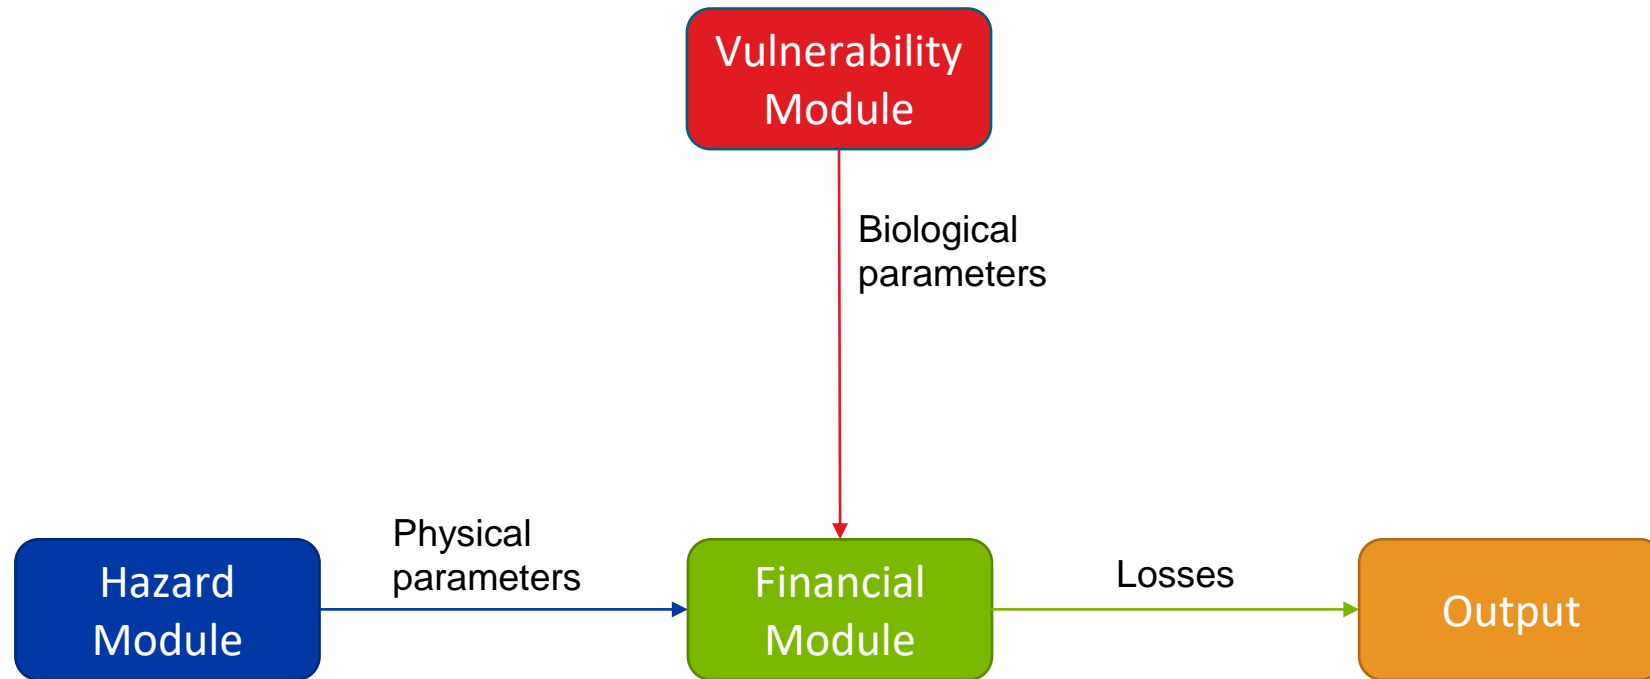 Vulnerability
Module
Biological
parameters
Physical
parameters
Hazard
Module
Financial
Module
Losses
Output